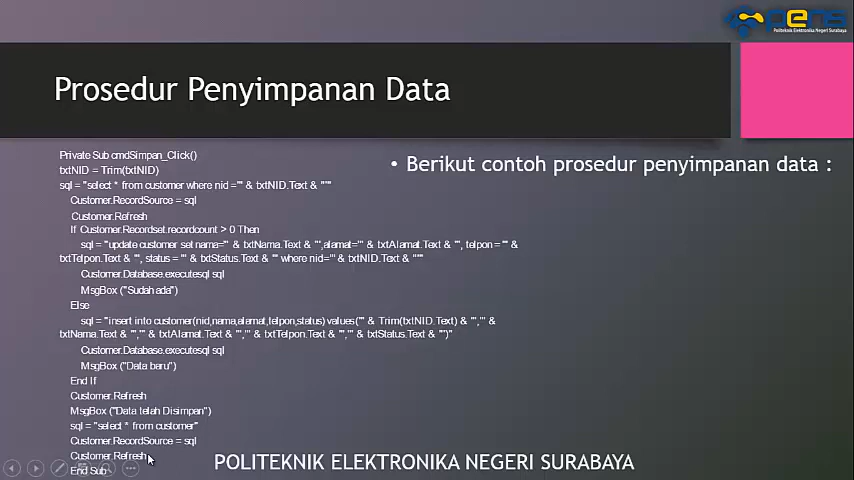 pens
Politeknik Elektronika Negeri Surabaya
Prosedur Penyimpanan Data
Private Sub cmdSimpan_Click()
txtNID = Trim(txtNID)
sql = "select * from customer where nid ='" & txtNID.Text & "'"
Customer.RecordSource = sql
Customer.Refresh
If Customer.Recordset.recordcount > 0 Then
sql = "update customer set nama='" & txtNama.Text & "',alamat='" & txtAlamat.Text & "', telpon = '" &
txtTelpon.Text & "', status = '" & txtStatus.Text & "' where nid='" & txtNID.Text & "'"
Customer.Database.executesql sql
MsgBox ("Sudah ada")
Else
sql = "insert into customer(nid,nama,alamat,telpon,status) values('" & Trim(txtNID.Text) & "','" &
txtNama.Text & "','" & txtAlamat.Text & "','" & txtTelpon.Text & "','" & txtStatus.Text & "')"
Customer.Database.executesql sql
MsgBox ("Data baru")
End If
Customer.Refresh
MsgBox ("Data telah Disimpan")
sql = "select * from customer"
Customer.RecordSource = sql
Customer.Refresh
End Sub
• Berikut contoh prosedur penyimpanan data :
POLITEKNIK ELEKTRONIKA NEGERI SURABAYA